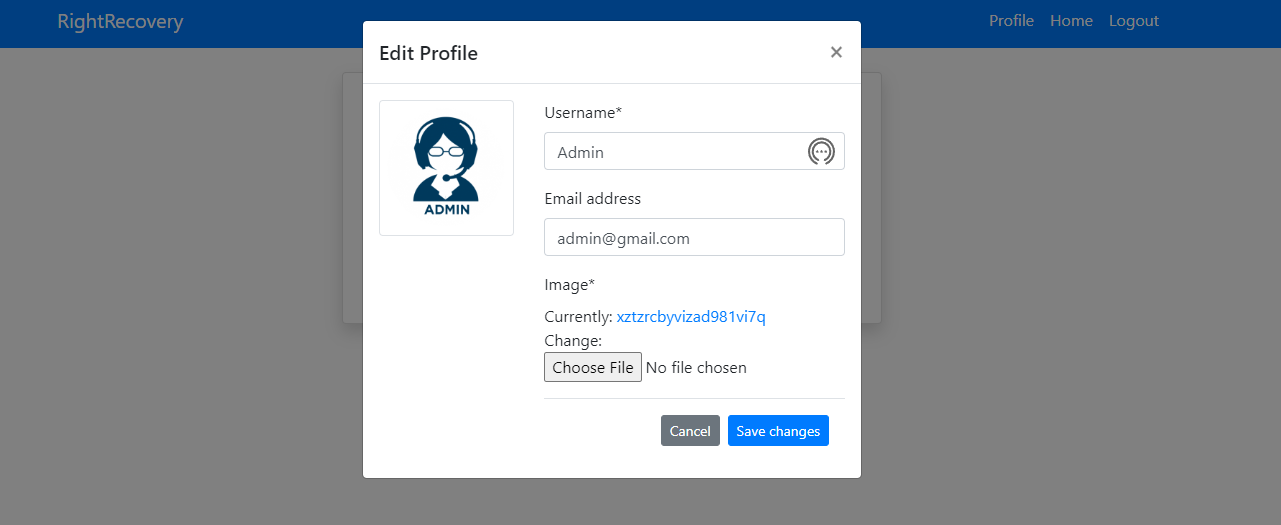 RightRecovery
Profile Home Logout
Edit Profile ×
ADMIN
Username*
Admin
Email address
admin@gmail.com
Image*
Currently: xztzrcbyvizad981vi7q
Change:
Choose File No file chosen
Cancel Save changes